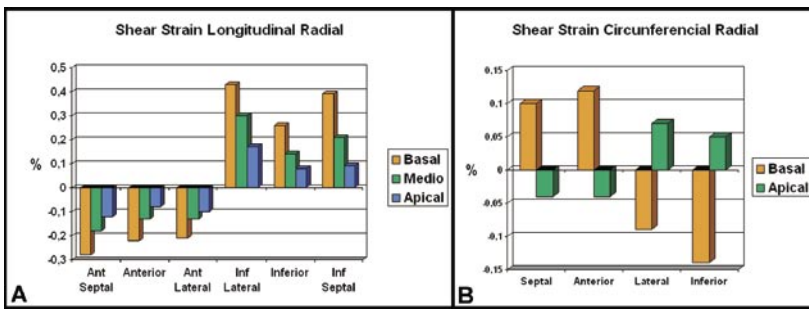 Shear Strain Longitudinal Radial
0,5
0,4
0,3
0,2
0,1
0
-0,1
-0,2
-0,3
%
Basal
Medio
Apical
Ant Septal
Anterior
Ant Lateral
Inf Lateral
Inferior
Inf Septal
A
Shear Strain Circunferencial Radial
0,15
0,1
0,05
0
-0,05
-0,1
-0,15
%
Basal
Apical
Septal
Anterior
Lateral
Inferior
B